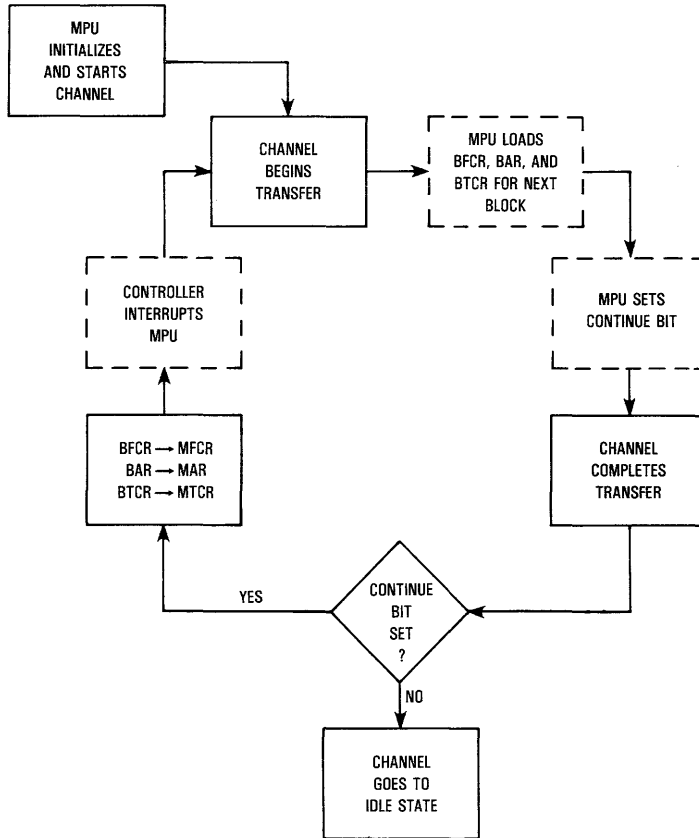 MPU
INITIALIZES
AND STARTS
CHANNEL
CHANNEL
BEGINS
TRANSFER
MPU LOADS
BFCR, BAR, AND
BTCR FOR NEXT
BLOCK
CONTROLLER
INTERRUPTS
MPU
MPU SETS
CONTINUE BIT
BFCR → MFCR
BAR → MAR
BTCR → MTCR
CHANNEL
COMPLETES
TRANSFER
YES
CONTINUE
BIT
SET
?
NO
CHANNEL
GOES TO
IDLE STATE